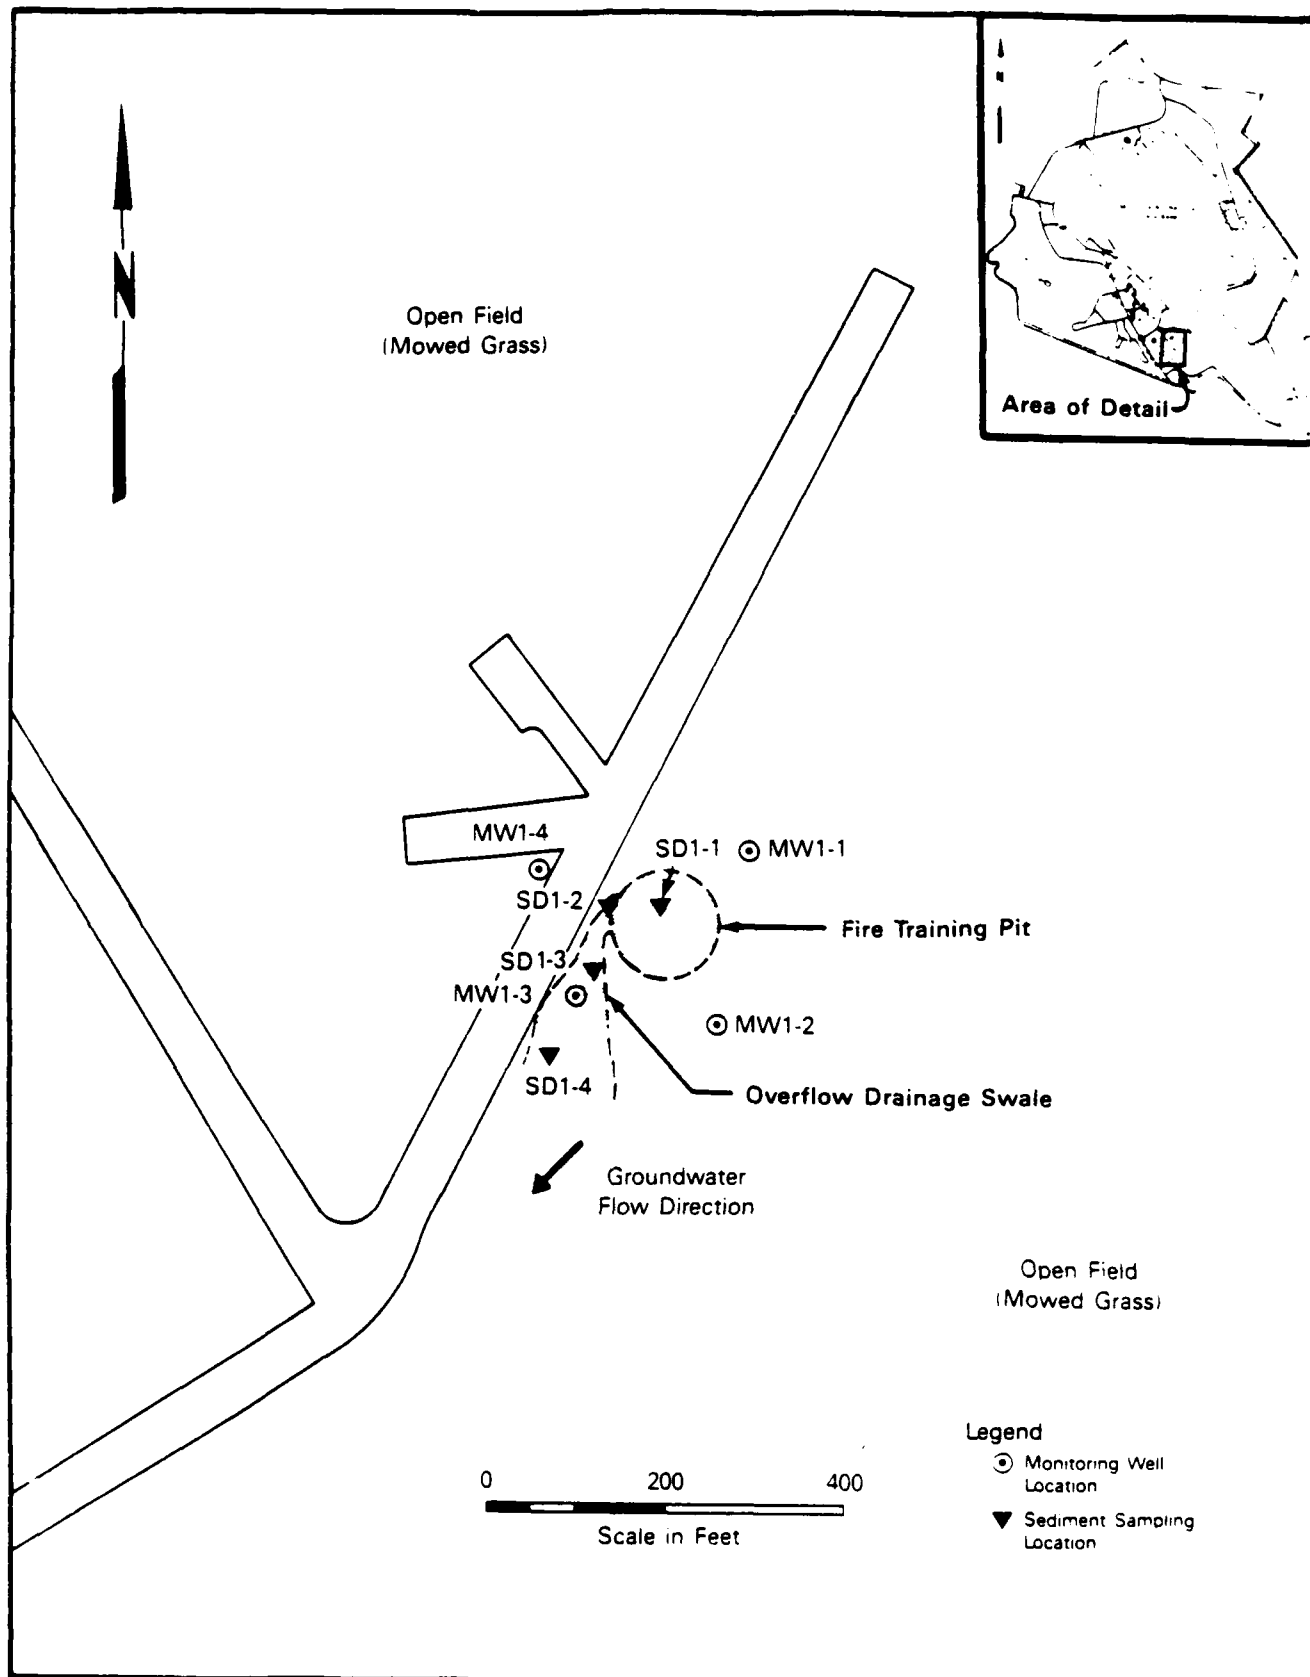 N
N
Open Field
(Mowed Grass)
Area of Detail
MW1-4
SD1-1
MW1-1
SD1-2
Fire Training Pit
SD1-3
MW1-3
MW1-2
SD1-4
Overflow Drainage Swale
Groundwater
Flow Direction
Open Field
(Mowed Grass)
Legend
Monitoring Well
Location
Sediment Sampling
Location
0 200 400
Scale in Feet